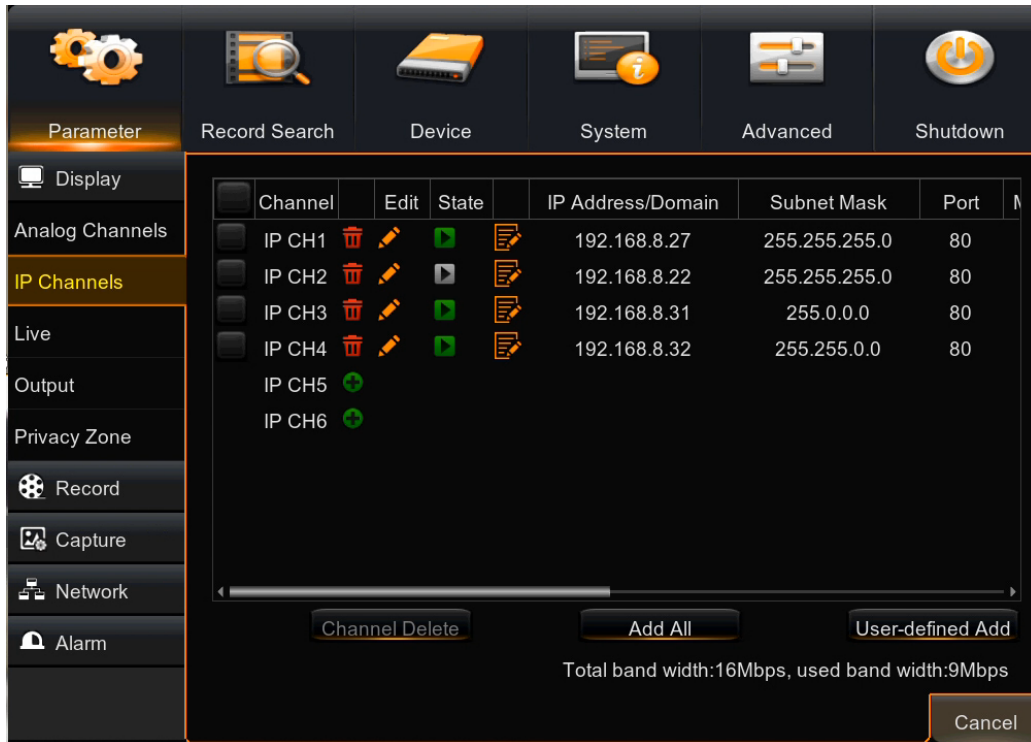 Parameter Record Search Device System Advanced Shutdown
Display
Analog Channels
IP Channels
Live
Output
Privacy Zone
Record
Capture
Network
Alarm
Channel Edit State IP Address/Domain Subnet Mask Port
IP CH1 192.168.8.27 255.255.255.0 80
IP CH2 192.168.8.22 255.255.255.0 80
IP CH3 192.168.8.31 255.0.0.0 80
IP CH4 192.168.8.32 255.255.0.0 80
IP CH5
IP CH6
Channel Delete Add All User-defined Add
Total band width:16Mbps, used band width:9Mbps
Cancel